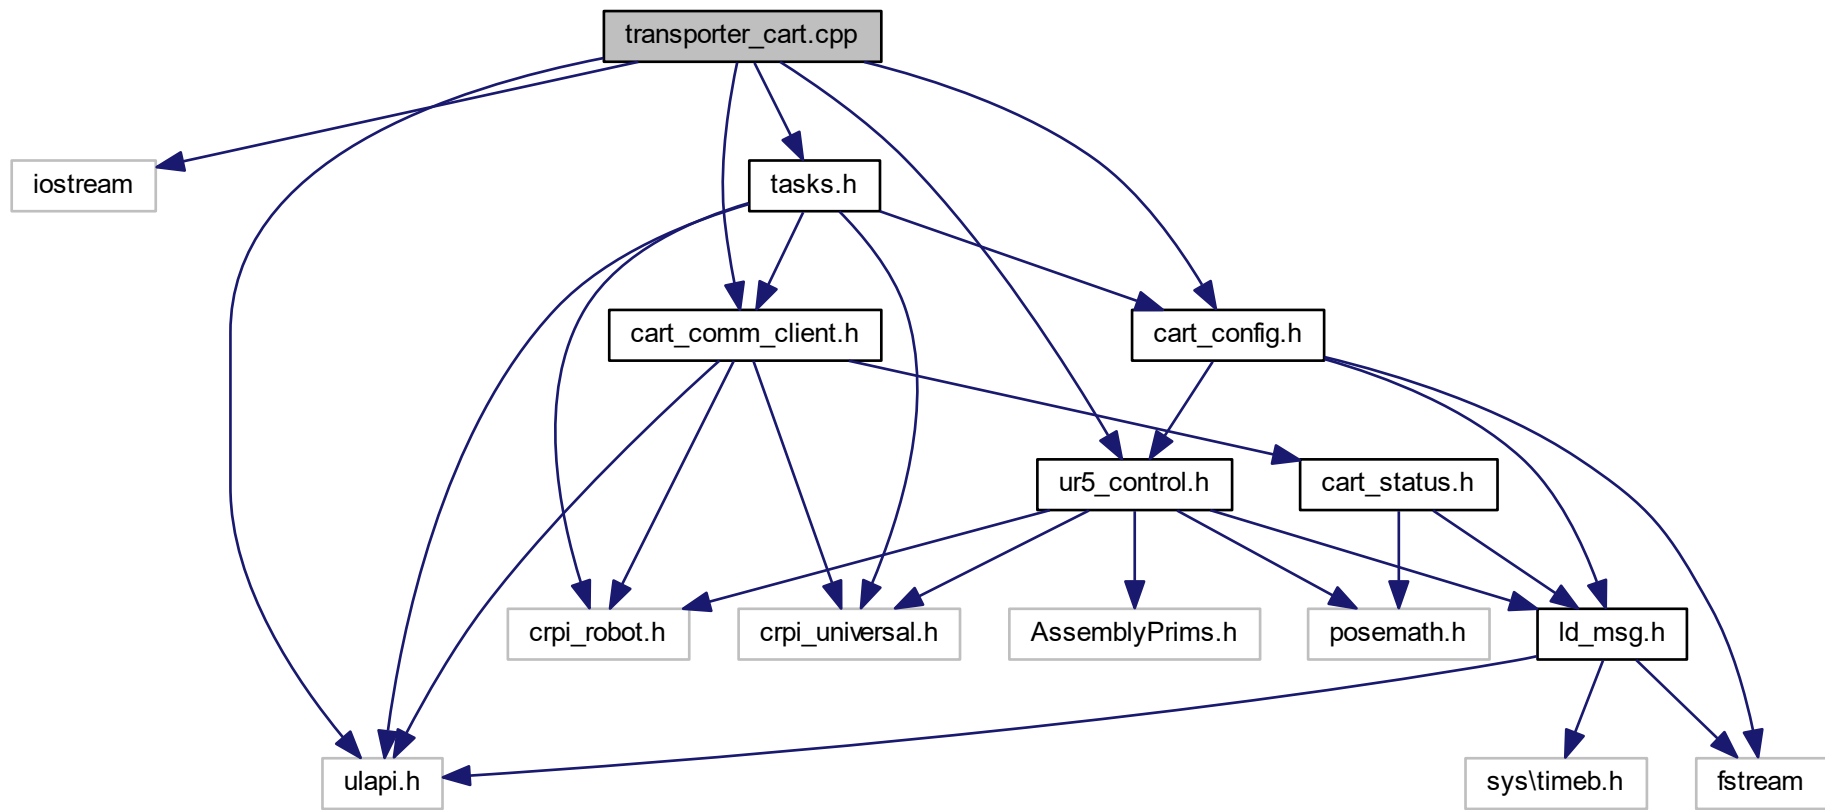 transporter_cart.cpp
iostream
tasks.h
cart_comm_client.h
cart_config.h
ur5_control.h
cart_status.h
crpi_robot.h
crpi_universal.h
AssemblyPrims.h
posemath.h
ld_msg.h
ulapi.h
sys\timeb.h
fstream